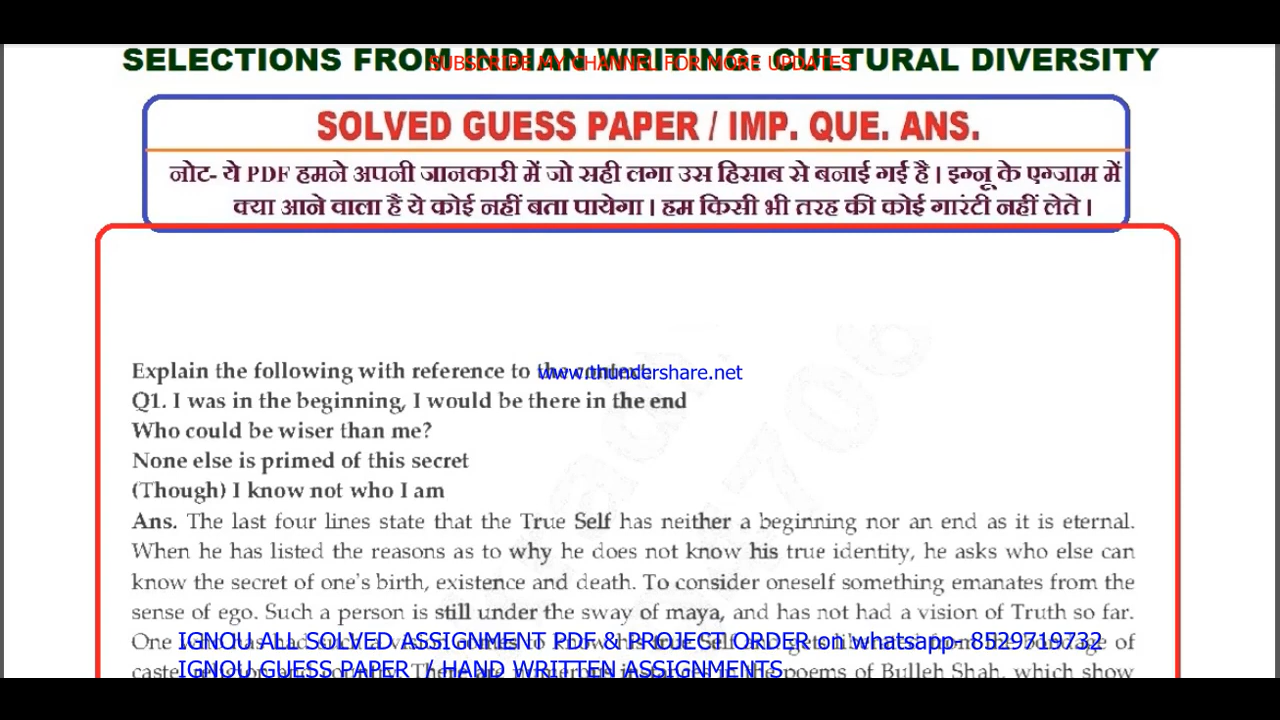 SELECTIONS FROM INDIAN WRITING: CULTURAL DIVERSITY
SUBSCRIBE MY CHANNEL FOR MORE UPDATES
SOLVED GUESS PAPER / IMP. QUE. ANS.
नोट- ये PDF हमने अपनी जानकारी में जो सही लगा उस हिसाब से बनाई गई है। इग्नू के एग्जाम में
क्या आने वाला है ये कोई नहीं बता पायेगा। हम किसी भी तरह की कोई गारंटी नहीं लेते।
Explain the following with reference to the context
www.thundershare.net
Q1. I was in the beginning, I would be there in the end
Who could be wiser than me?
None else is primed of this secret
(Though) I know not who I am
Ans. The last four lines state that the True Self has neither a beginning nor an end as it is eternal.
When he has listed the reasons as to why he does not know his true identity, he asks who else can
know the secret of one's birth, existence and death. To consider oneself something emanates from the
sense of ego. Such a person is still under the sway of maya, and has not had a vision of Truth so far.
One of
IGNOU ALL SOLVED ASSIGNMENT PDF & PROJECT ORDER on whatsapp- 8529719732
caste poems of Bulleh Shah, which show
IGNOU GUESS PAPER / HAND WRITTEN ASSIGNMENTS